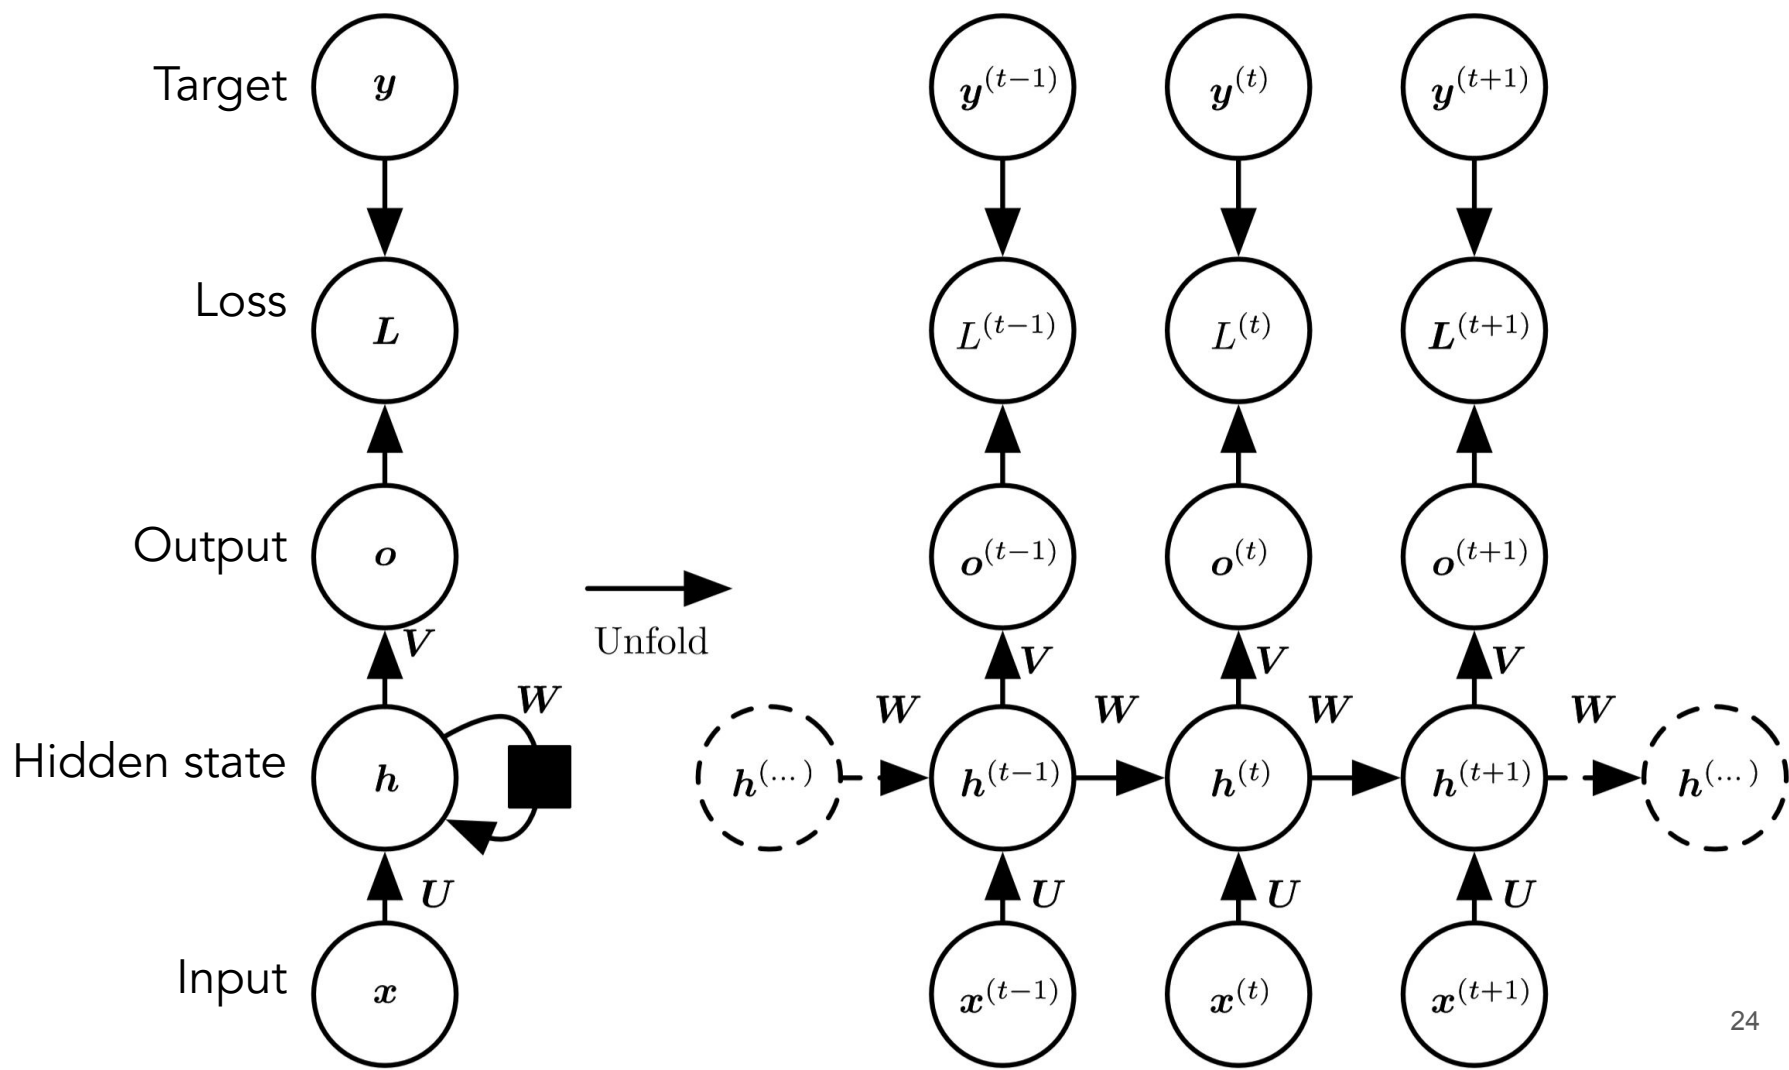 Target y y^(t−1) y^(t) y^(t+1)
Loss L L^(t−1) L^(t) L^(t+1)
Output o o^(t−1) o^(t) o^(t+1)
Unfold
V V V V
W W W W W
Hidden state h h^(...) h^(t−1) h^(t) h^(t+1) h^(...)
U U U U
Input x x^(t−1) x^(t) x^(t+1)
24